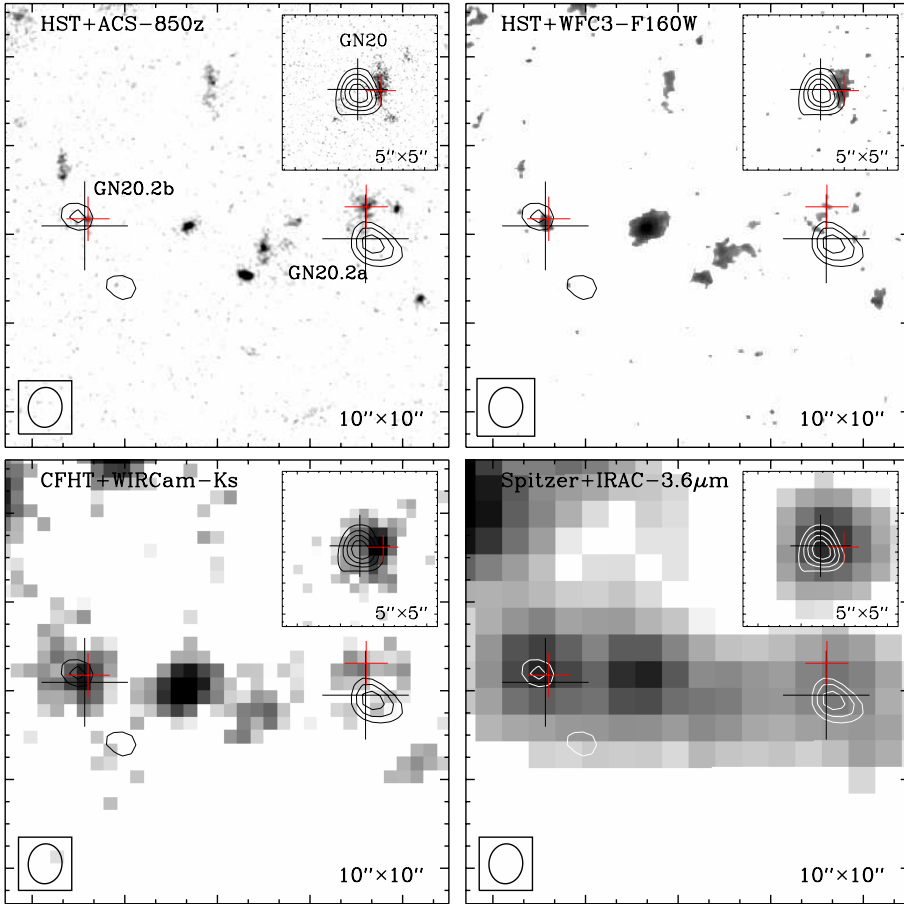 HST+ACS-850z
GN20
5″×5″
GN20.2b
GN20.2a
10″×10″
HST+WFC3-F160W
5″×5″
10″×10″
CFHT+WIRCam-Ks
5″×5″
10″×10″
Spitzer+IRAC-3.6μm
5″×5″
10″×10″